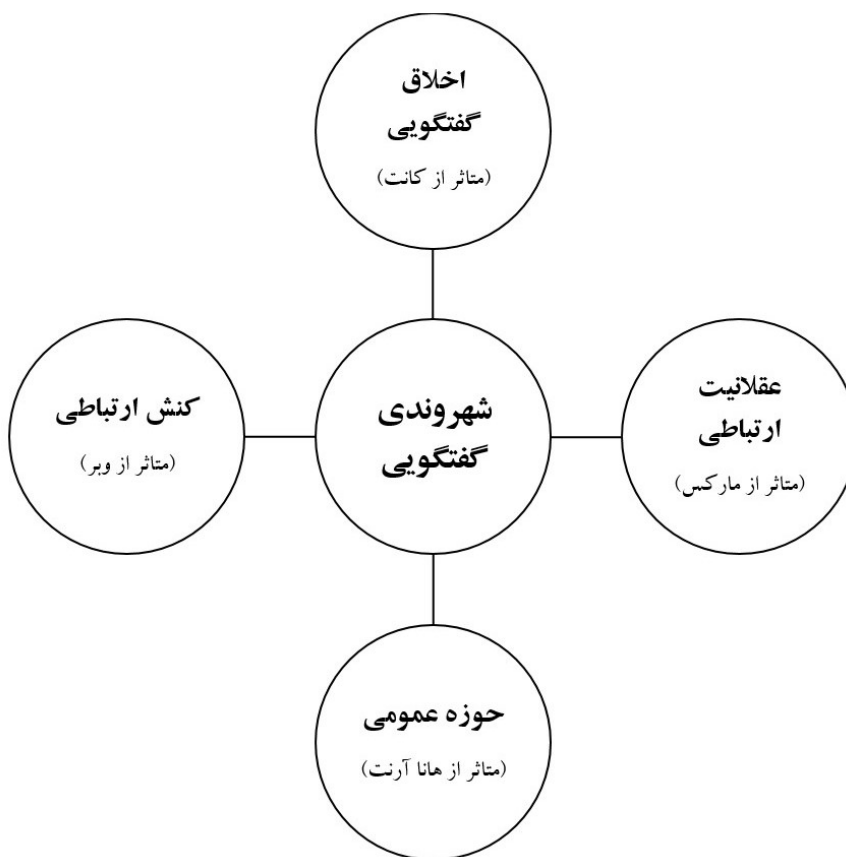 اخلاق
گفتگویی
(متاثر از کانت)
عقلانیت
ارتباطی
(متاثر از مارکس)
شهروندی
گفتگویی
کنش ارتباطی
(متاثر از وبر)
حوزه عمومی
(متاثر از هانا آرنت)